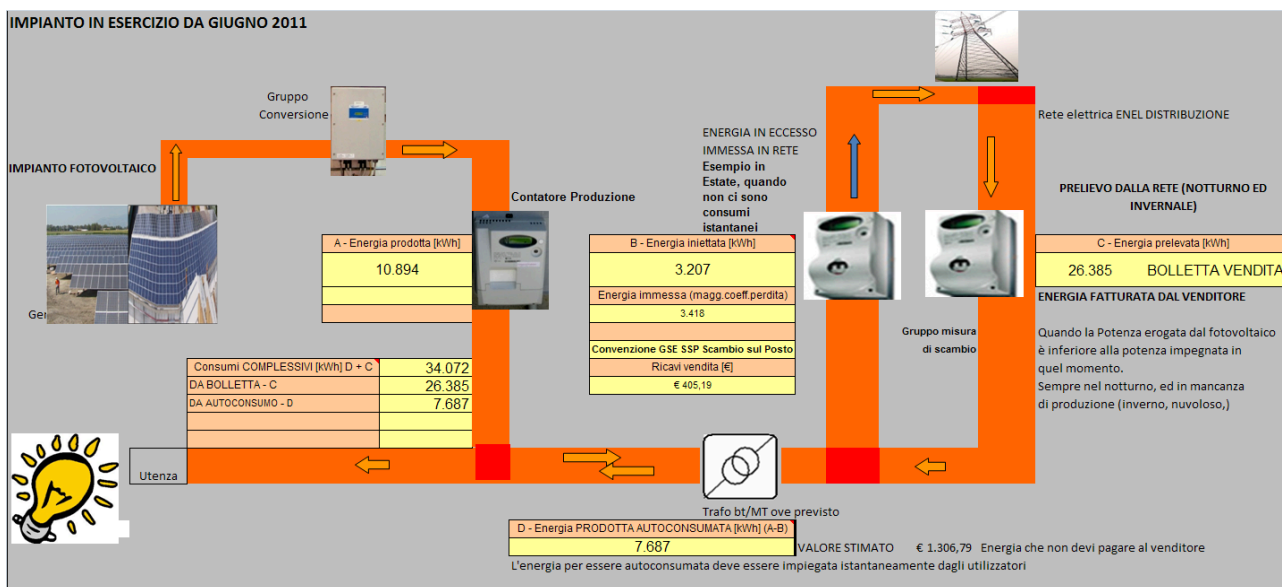 IMPIANTO IN ESERCIZIO DA GIUGNO 2011
Gruppo
Conversione
Rete elettrica ENEL DISTRIBUZIONE
ENERGIA IN ECCESSO
IMMESSA IN RETE
Esempio in
Estate, quando
non ci sono
consumi
istantanei
IMPIANTO FOTOVOLTAICO
PRELIEVO DALLA RETE (NOTTURNO ED
INVERNALE)
Contatore Produzione
A - Energia prodotta [kWh]
10.894
B - Energia iniettata [kWh]
3.207
Energia immessa (magg.coeff.perdita)
3.418
Convenzione GSE SSP Scambio sul Posto
Ricavi vendita [€]
€ 405,19
C - Energia prelevata [kWh]
26.385 BOLLETTA VENDITA
ENERGIA FATTURATA DAL VENDITORE
Ger
Gruppo misura
di scambio
Quando la Potenza erogata dal fotovoltaico
è inferiore alla potenza impegnata in
quel momento.
Sempre nel notturno, ed in mancanza
di produzione (inverno, nuvoloso,)
Consumi COMPLESSIVI [kWh] D + C 34.072
DA BOLLETTA - C 26.385
DA AUTOCONSUMO - D 7.687
Utenza
Trafo bt/MT ove previsto
D - Energia PRODOTTA AUTOCONSUMATA [kWh] (A-B)
7.687 VALORE STIMATO € 1.306,79 Energia che non devi pagare al venditore
L'energia per essere autoconsumata deve essere impiegata istantaneamente dagli utilizzatori